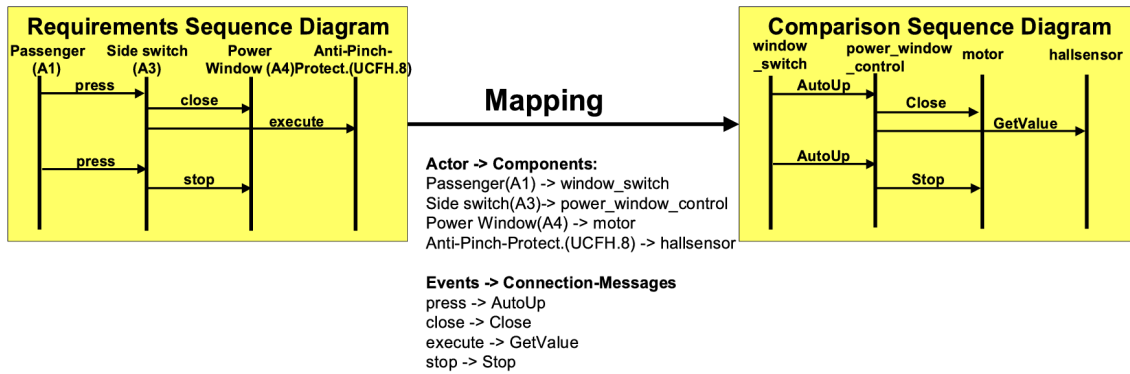 Requirements Sequence Diagram
Passenger
(A1)
Side switch
(A3)
Power
Window (A4)
Anti-Pinch-
Protect.(UCFH.8)
press
close
execute
press
stop
Mapping
Actor -> Components:
Passenger(A1) -> window_switch
Side switch(A3)-> power_window_control
Power Window(A4) -> motor
Anti-Pinch-Protect.(UCFH.8) -> hallsensor
Events -> Connection-Messages
press -> AutoUp
close -> Close
execute -> GetValue
stop -> Stop
Comparison Sequence Diagram
window
_switch
power_window
_control
motor
hallsensor
AutoUp
Close
GetValue
AutoUp
Stop